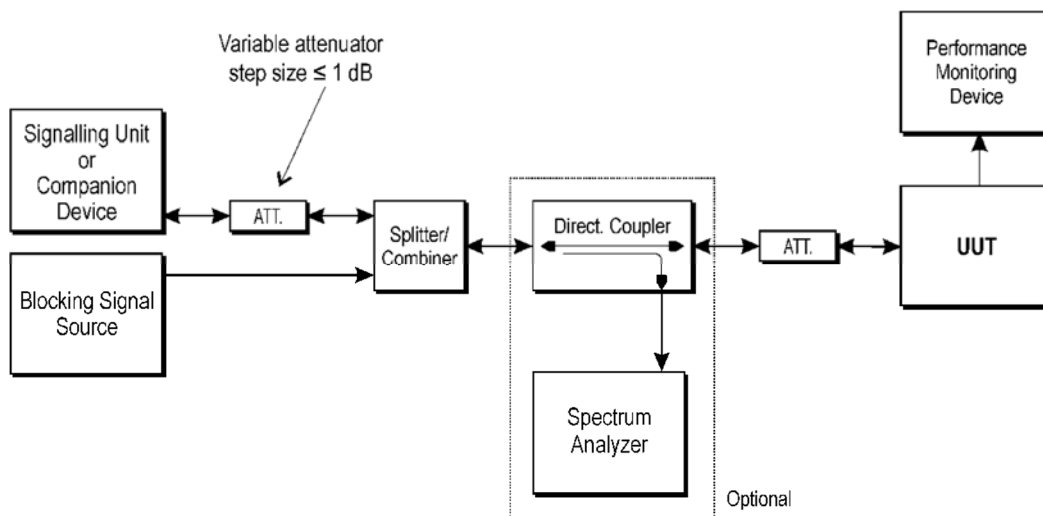 Variable attenuator
step size ≤ 1 dB
Performance
Monitoring
Device
Signalling Unit
or
Companion
Device
ATT.
Splitter/
Combiner
Direct. Coupler
ATT.
UUT
Blocking Signal
Source
Spectrum
Analyzer
Optional